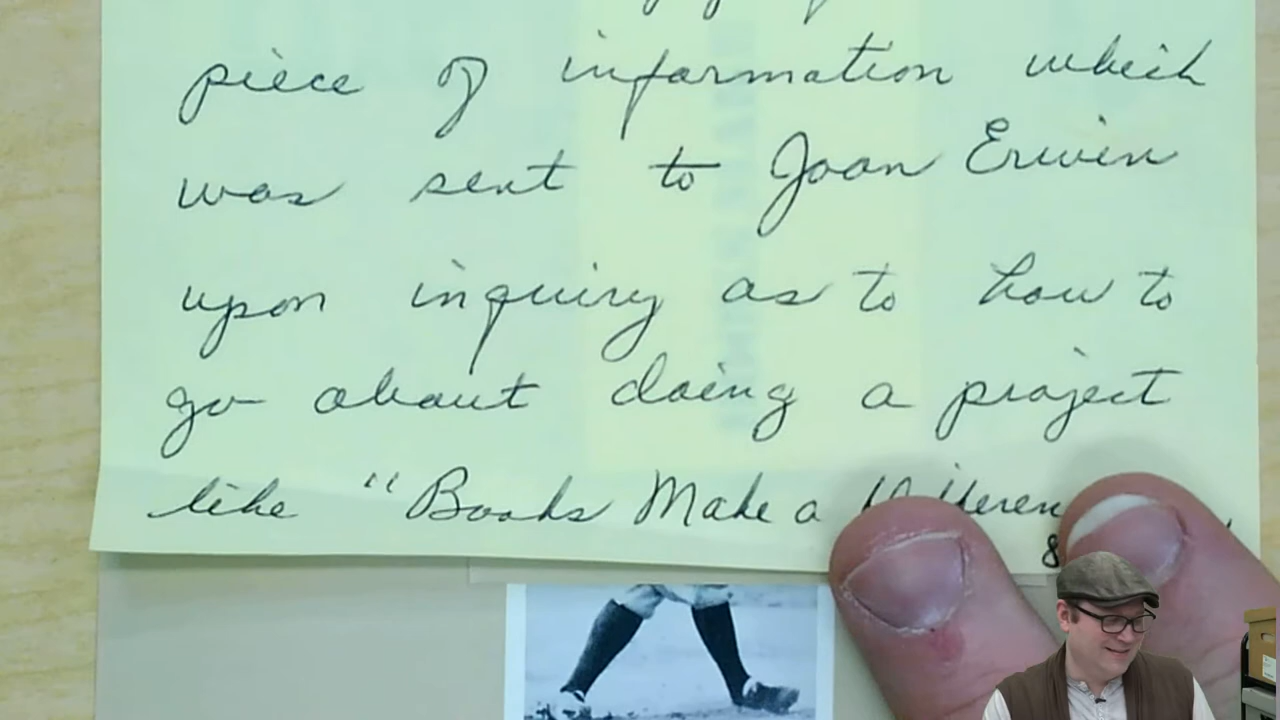 piece of information which
was sent to Joan Erwin
upon inquiry as to how to
go about doing a project
like "Books Make a
8